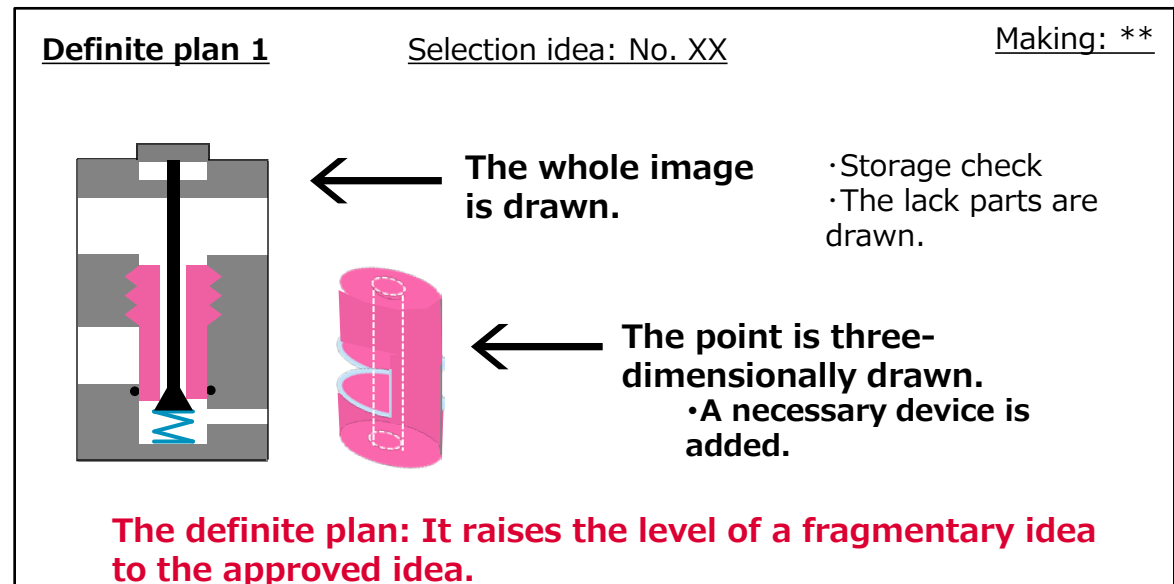 Definite plan 1
Selection idea: No. XX
Making: **
The whole image
is drawn.
・Storage check
・The lack parts are
drawn.
The point is three-
dimensionally drawn.
・A necessary device is
added.
The definite plan: It raises the level of a fragmentary idea
to the approved idea.